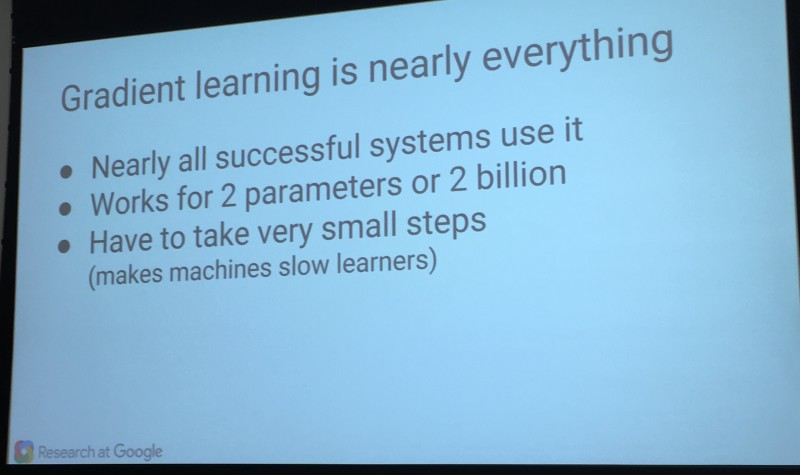 Gradient learning is nearly everything
● Nearly all successful systems use it
● Works for 2 parameters or 2 billion
● Have to take very small steps
(makes machines slow learners)
Research at Google